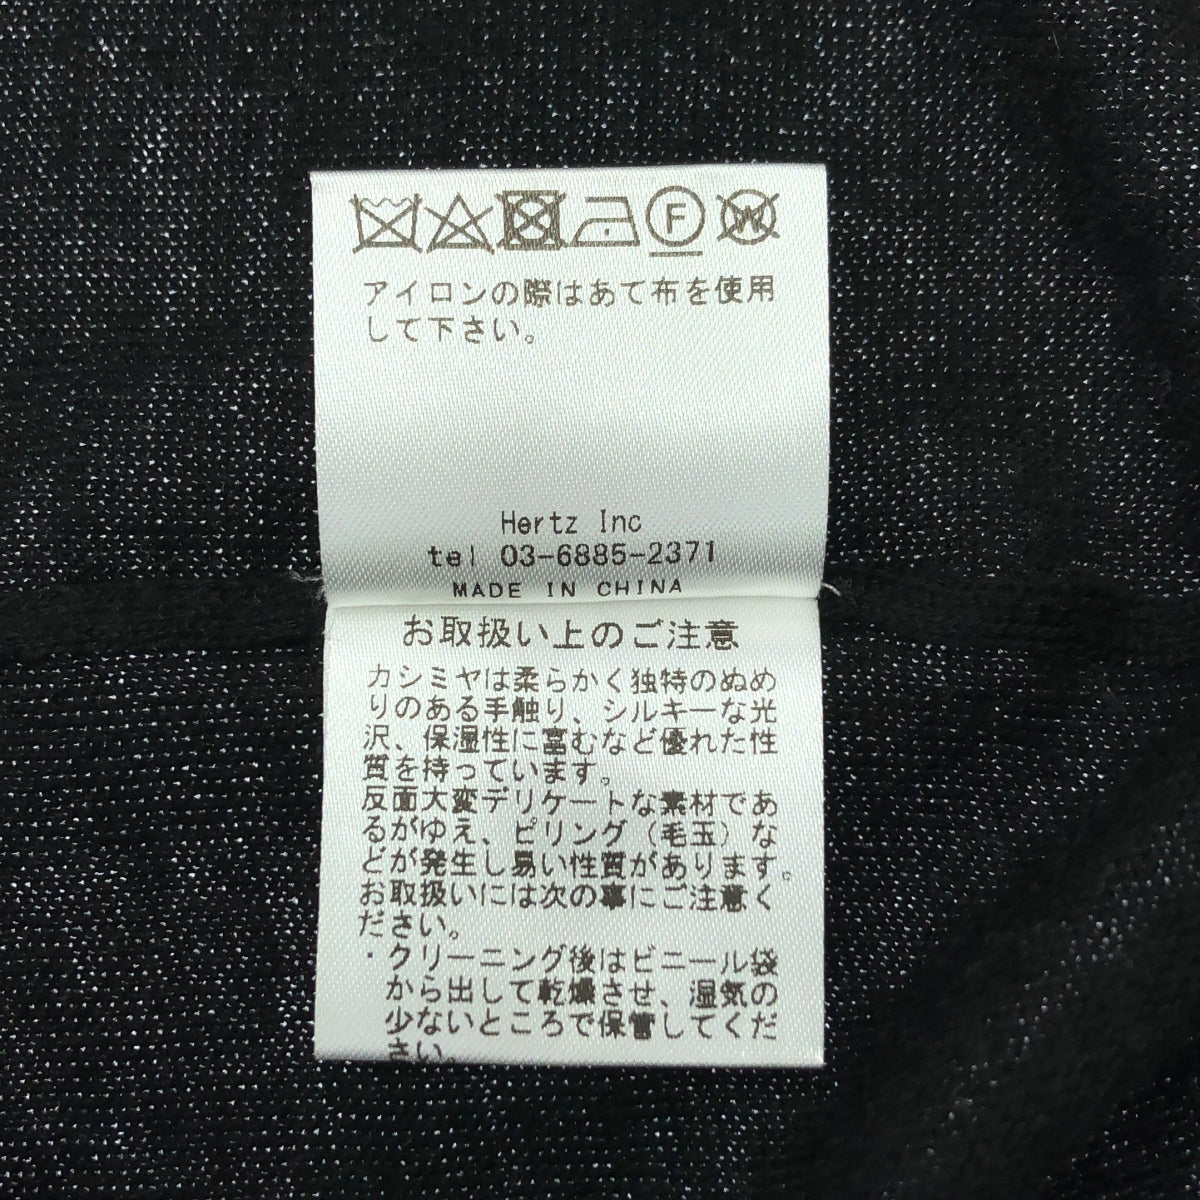 F W
アイロンの際はあて布を使用
して下さい。
Hertz Inc
tel 03-6885-2371
MADE IN CHINA
お取扱い上のご注意
カシミヤは柔らかく独特のぬめ
りのある手触り、シルキーな光
沢、保湿性に富むなど優れた性
質を持っています。
反面大変デリケートな素材であ
るがゆえ、ピリング(毛玉)な
どが発生し易い性質があります。
お取扱いには次の事にご注意く
ださい。
・クリーニング後はビニール袋
から出して乾燥させ、湿気の
少ないところで保管してくだ
さい。